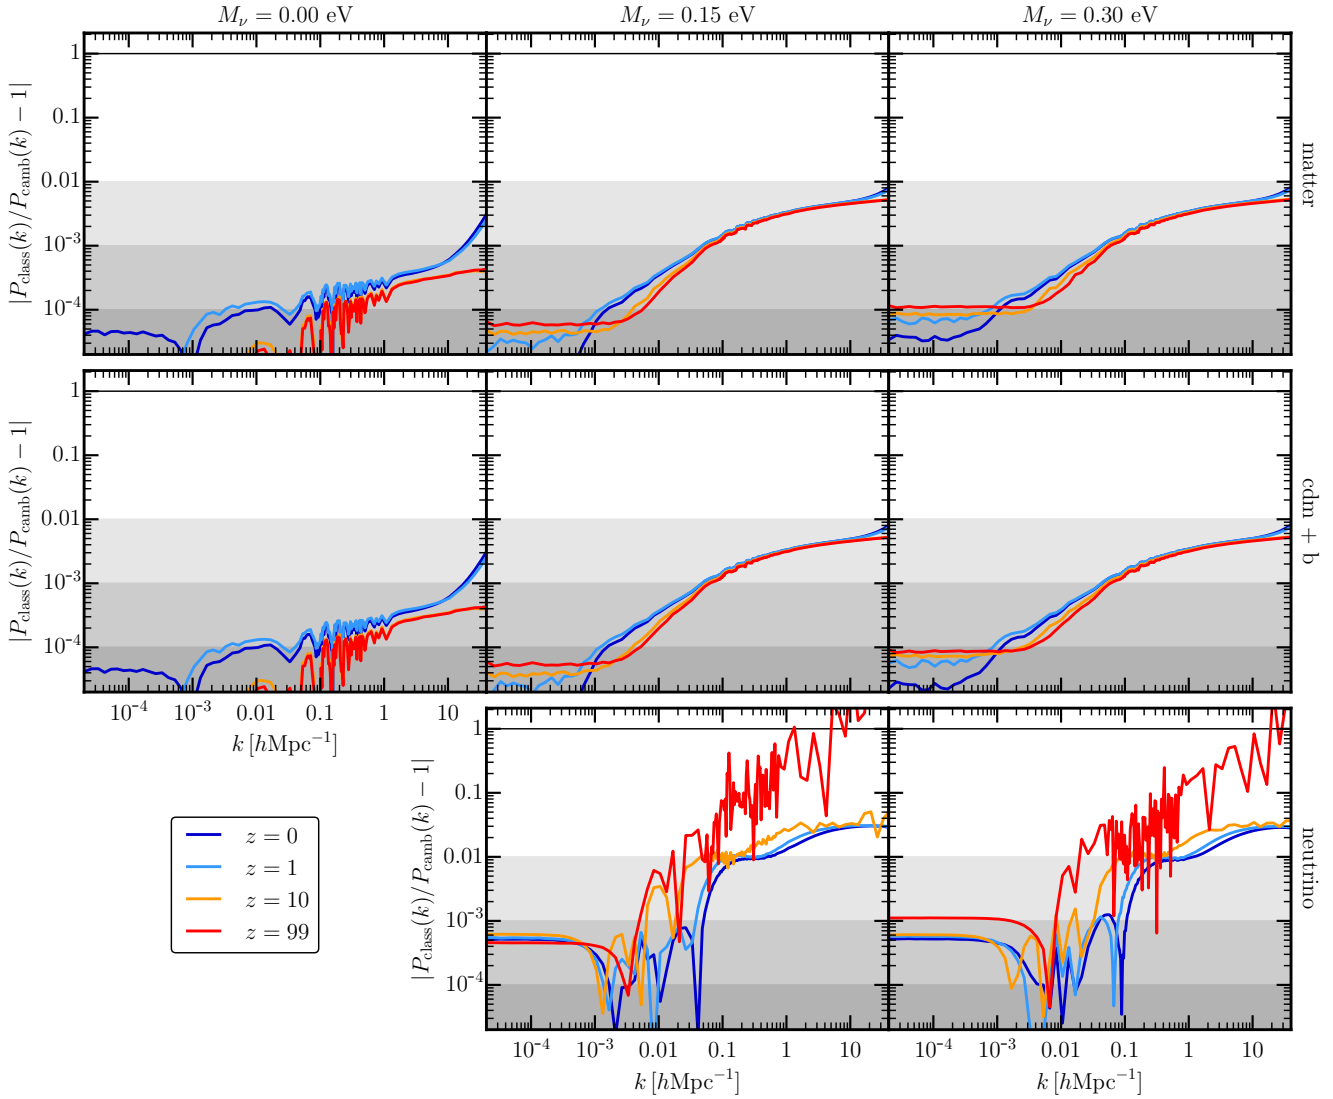 M_ν = 0.00 eV
M_ν = 0.15 eV
M_ν = 0.30 eV
|P_class(k)/P_camb(k) − 1|
1
0.1
0.01
10⁻³
10⁻⁴
matter
|P_class(k)/P_camb(k) − 1|
1
0.1
0.01
10⁻³
10⁻⁴
cdm + b
10⁻⁴ 10⁻³ 0.01 0.1 1 10
k [hMpc⁻¹]
|P_class(k)/P_camb(k) − 1|
1
0.1
0.01
10⁻³
10⁻⁴
neutrino
z = 0
z = 1
z = 10
z = 99
10⁻⁴ 10⁻³ 0.01 0.1 1 10
10⁻⁴ 10⁻³ 0.01 0.1 1 10
k [hMpc⁻¹]
k [hMpc⁻¹]